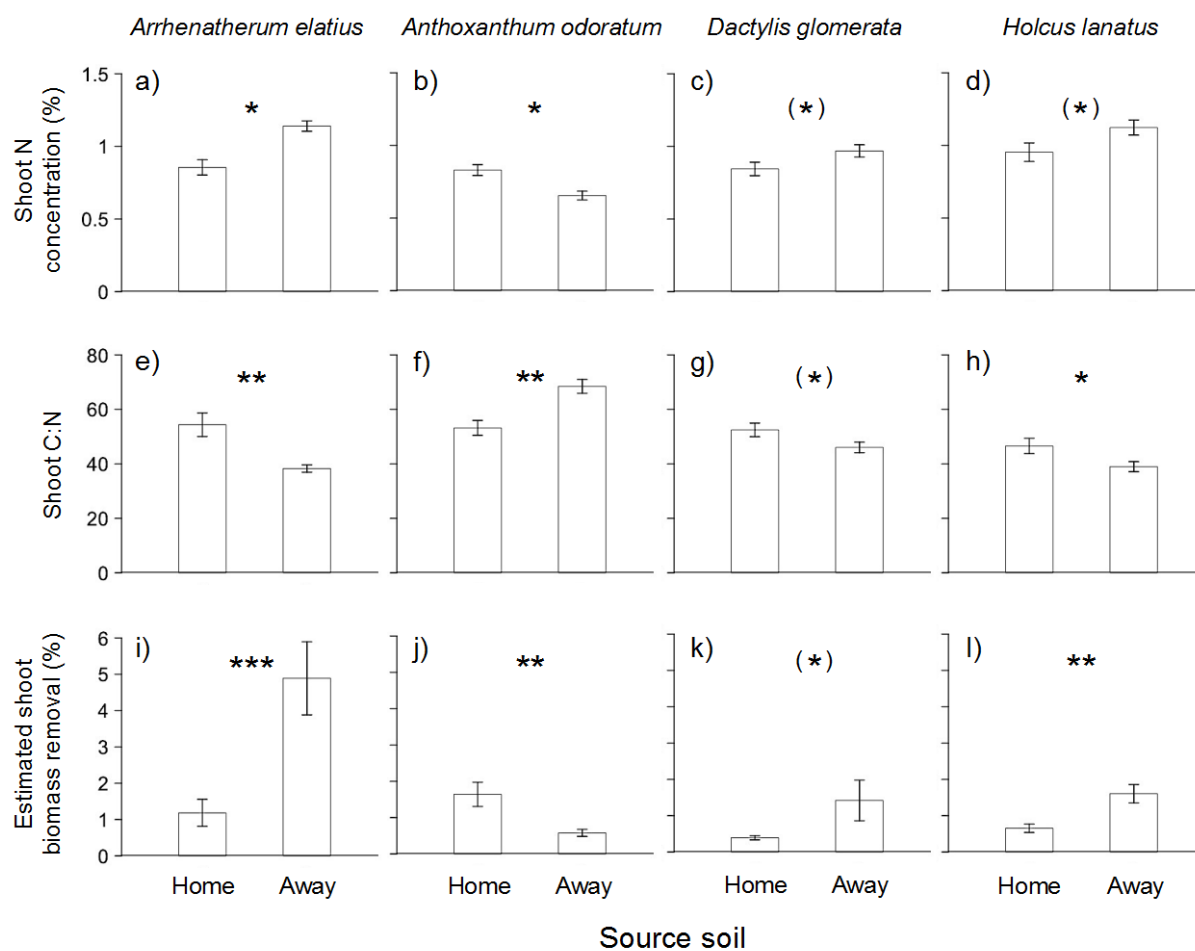 Arrhenatherum elatius Anthoxanthum odoratum Dactylis glomerata Holcus lanatus
Shoot N
concentration (%)
1.5
1
0.5
0
a) *
b) *
c) (*)
d) (*)
Shoot C:N
80
60
40
20
0
e) **
f) **
g) (*)
h) *
Estimated shoot
biomass removal (%)
6
5
4
3
2
1
0
i) ***
j) **
k) (*)
l) **
Home Away Home Away Home Away Home Away
Source soil